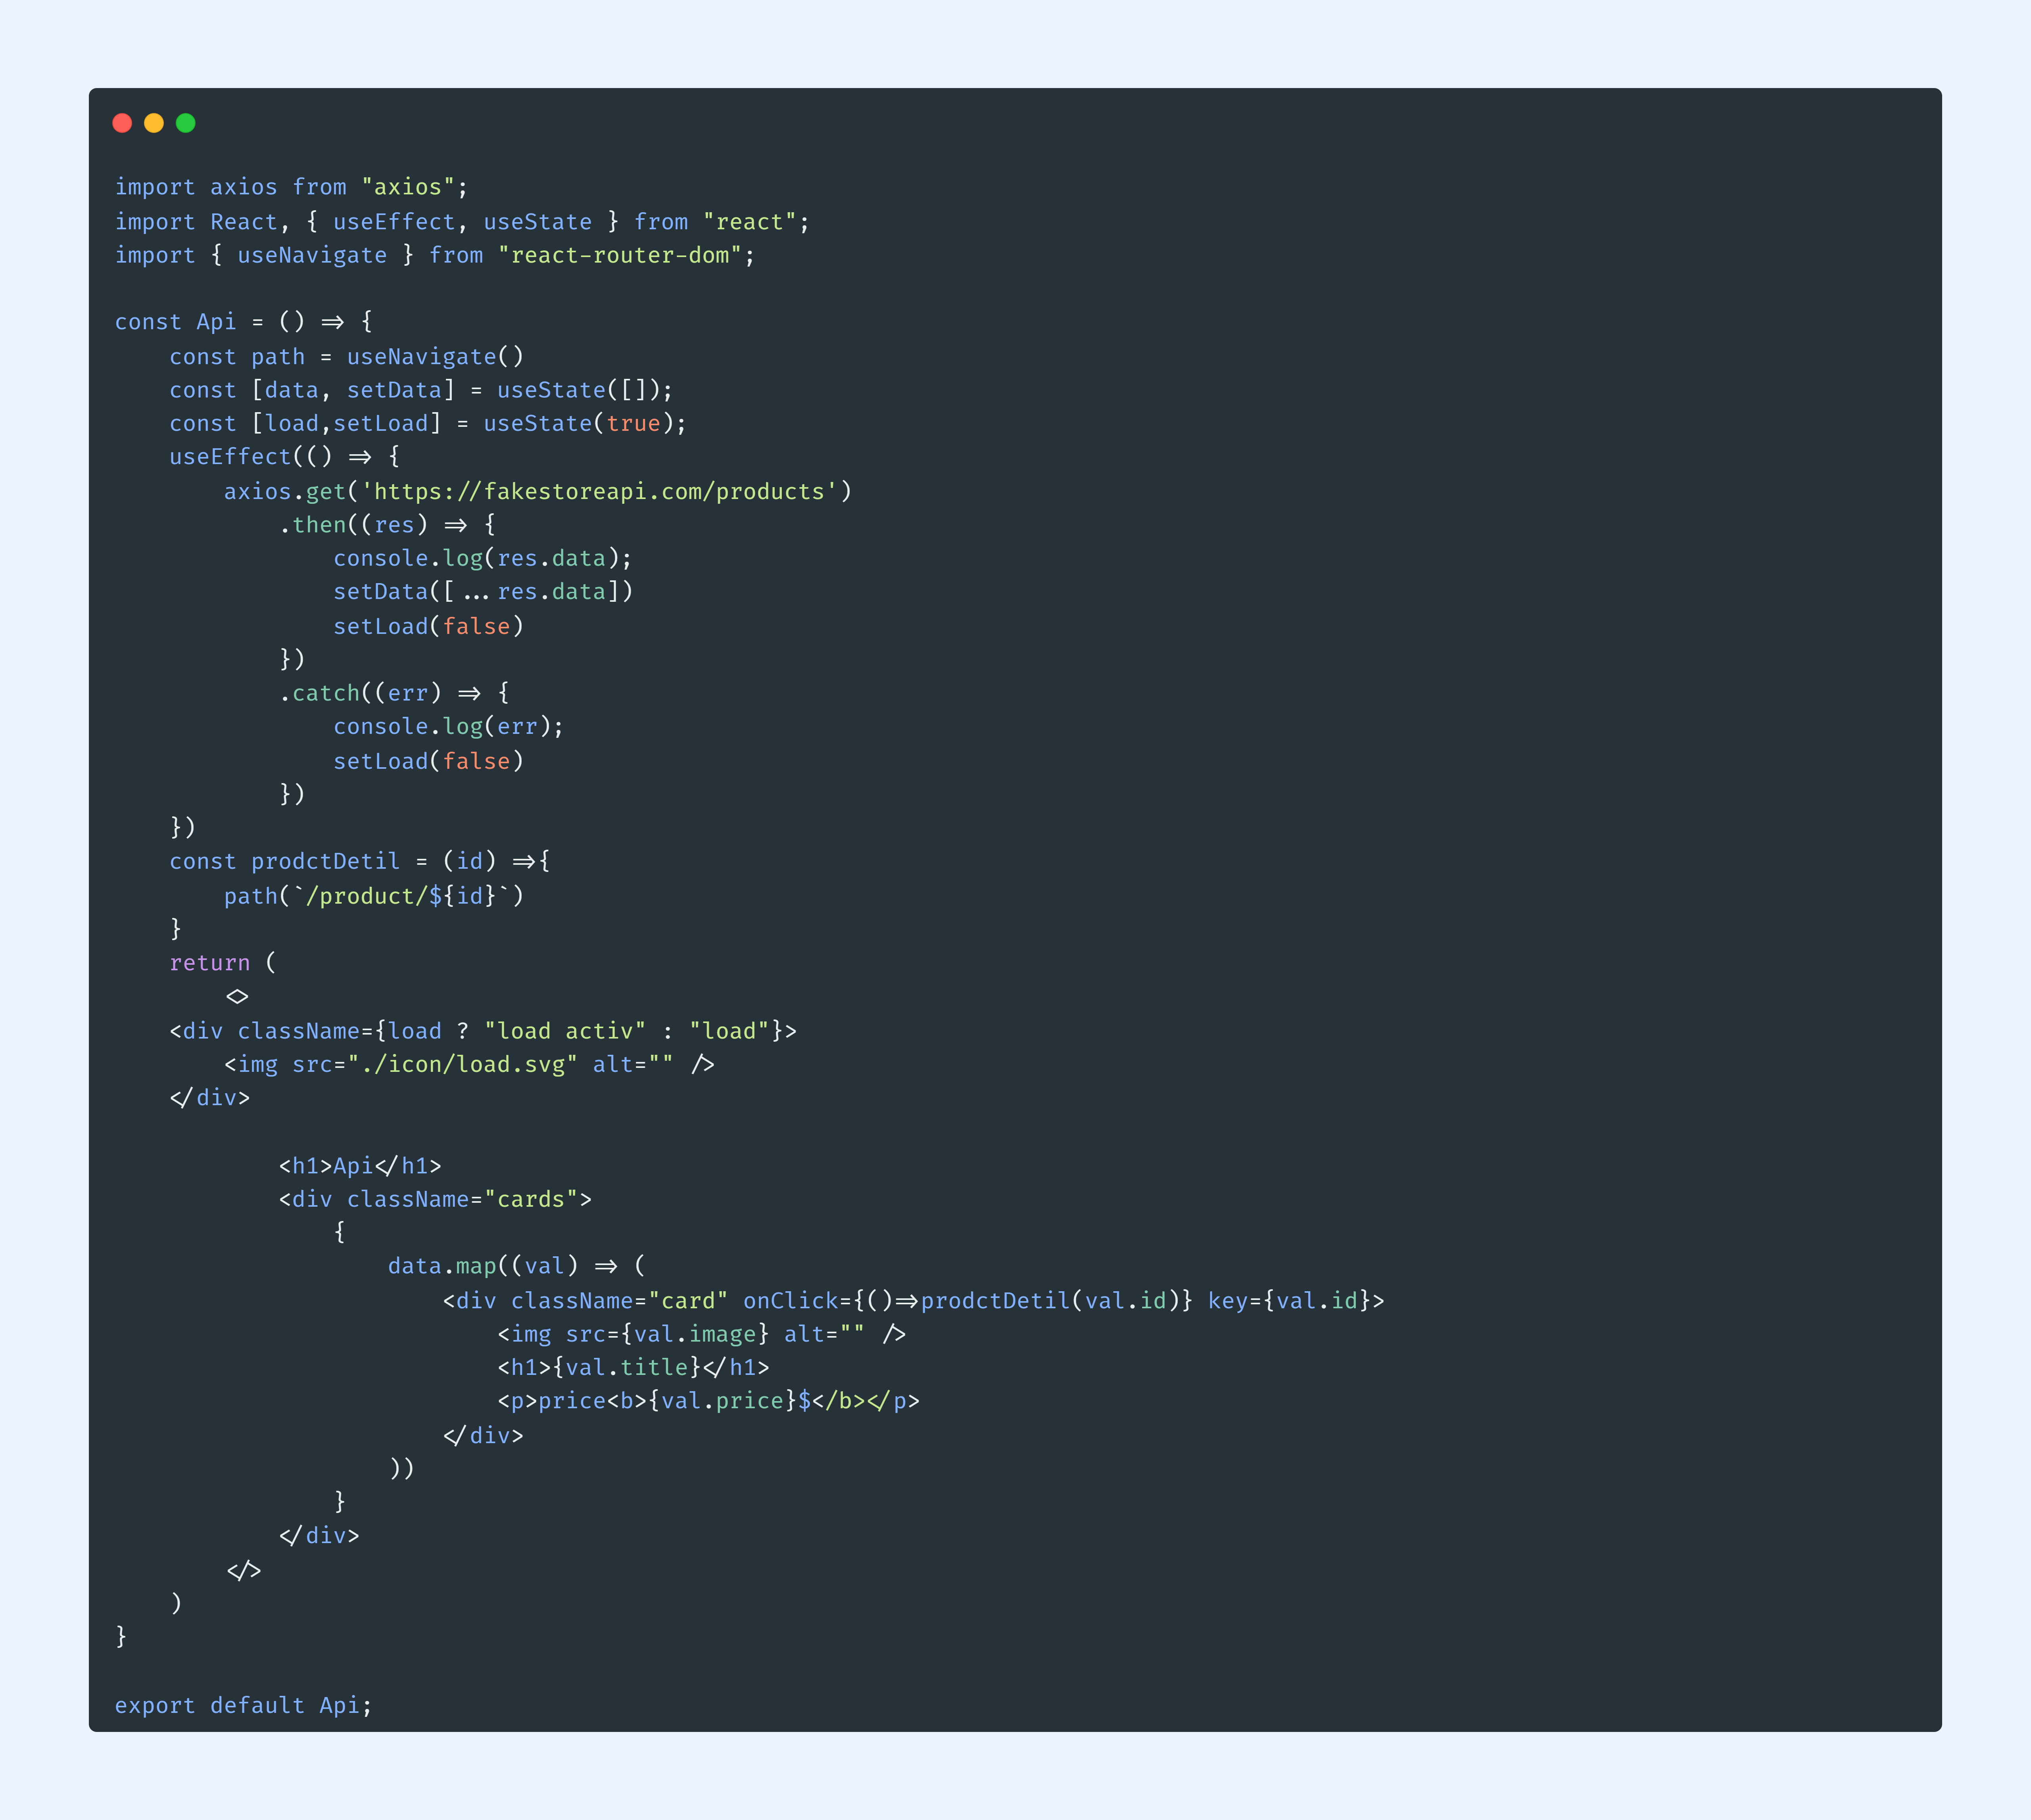 import axios from "axios";
import React, { useEffect, useState } from "react";
import { useNavigate } from "react-router-dom";

const Api = () => {
    const path = useNavigate()
    const [data, setData] = useState([]);
    const [load,setLoad] = useState(true);
    useEffect(() => {
        axios.get('https://fakestoreapi.com/products')
            .then((res) => {
                console.log(res.data);
                setData([...res.data])
                setLoad(false)
            })
            .catch((err) => {
                console.log(err);
                setLoad(false)
            })
    })
    const prodctDetil = (id) =>{
        path(`/product/${id}`)
    }
    return (
        <>
    <div className={load ? "load activ" : "load"}>
        <img src="./icon/load.svg" alt="" />
    </div>

            <h1>Api</h1>
            <div className="cards">
                {
                    data.map((val) => (
                        <div className="card" onClick={()=>prodctDetil(val.id)} key={val.id}>
                            <img src={val.image} alt="" />
                            <h1>{val.title}</h1>
                            <p>price<b>{val.price}$</b></p>
                        </div>
                    ))
                }
            </div>
        </>
    )
}

export default Api;